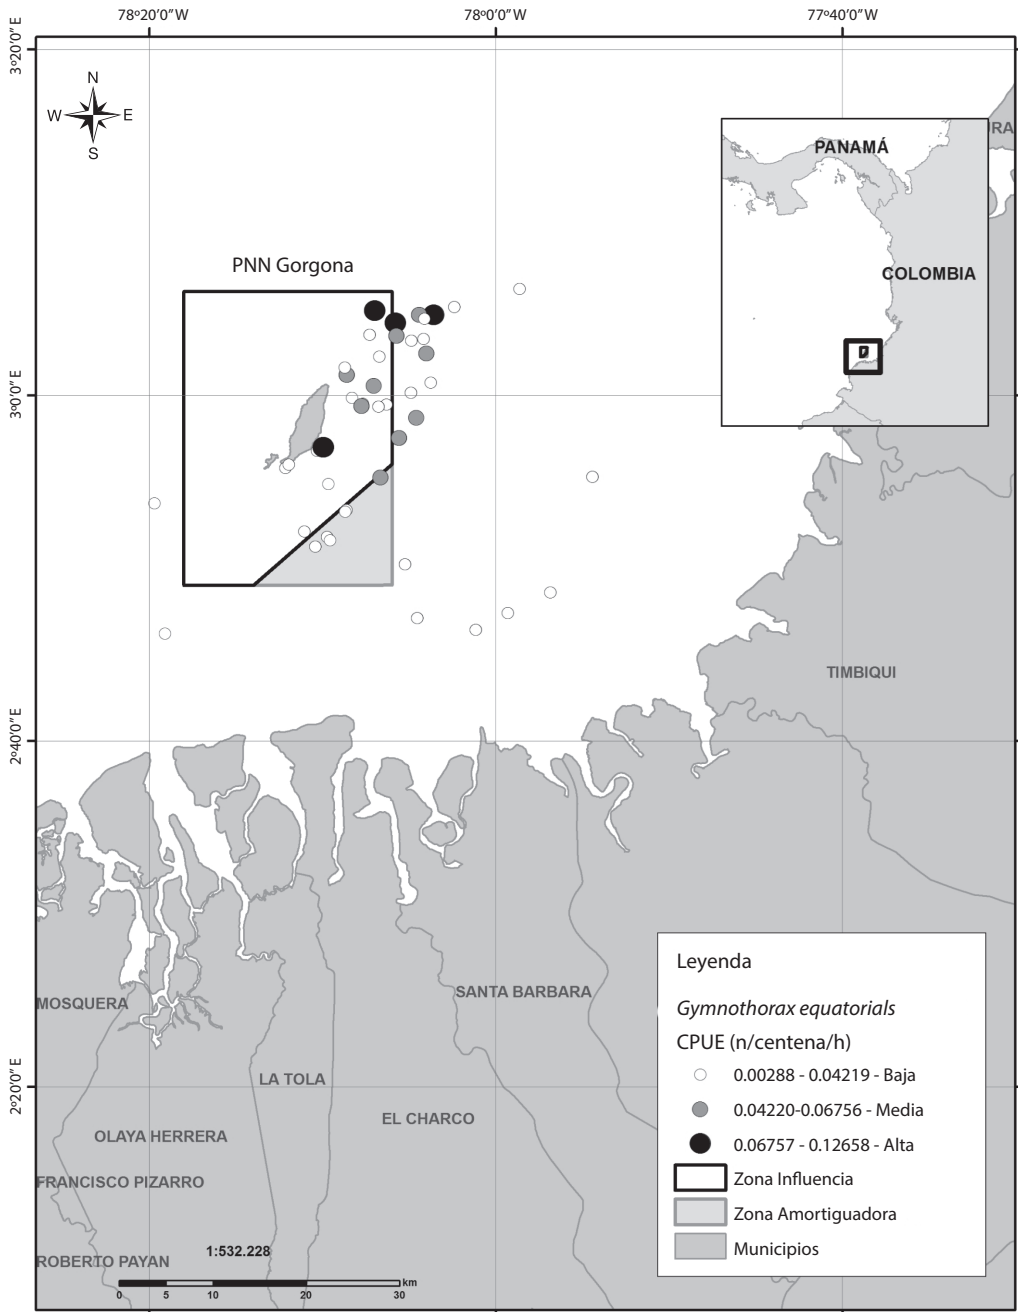 78º20'0"W 78º0'0"W 77º40'0"W
3º20'0"E
N
W E
S
PANAMÁ
COLOMBIA
PNN Gorgona
3º0'0"E
TIMBIQUI
2º40'0"E
MOSQUERA
SANTA BARBARA
LA TOLA
2º20'0"E
EL CHARCO
OLAYA HERRERA
FRANCISCO PIZARRO
ROBERTO PAYAN
1:532.228
km
0 5 10 20 30
Leyenda
Gymnothorax equatorials
CPUE (n/centena/h)
0.00288 - 0.04219 - Baja
0.04220-0.06756 - Media
0.06757 - 0.12658 - Alta
Zona Influencia
Zona Amortiguadora
Municipios